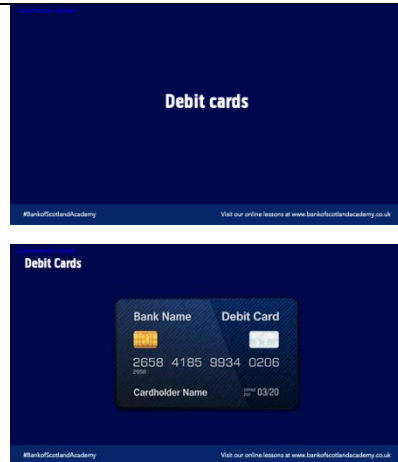 Debit cards
#BankofScotlandAcademy Visit our online lessons at www.bankofscotlandacademy.co.uk
Debit Cards
Bank Name Debit Card
2658 4185 9934 0206
2658
Cardholder Name 03/20
#BankofScotlandAcademy Visit our online lessons at www.bankofscotlandacademy.co.uk